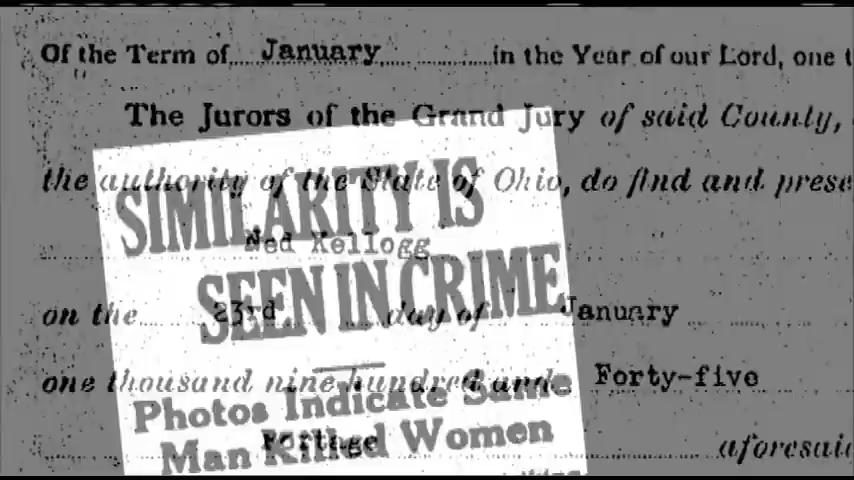 Of the Term of January in the Year of our Lord, one t
The Jurors of the Grand Jury of said County,
the authority of the State of Ohio, do find and prese
SIMILARITY IS
Ned Kellogg
SEEN IN CRIME
on the 23rd day of January
one thousand nine hundred and Forty-five
Photos Indicate Same
Man Killed Women
Portage aforesaid